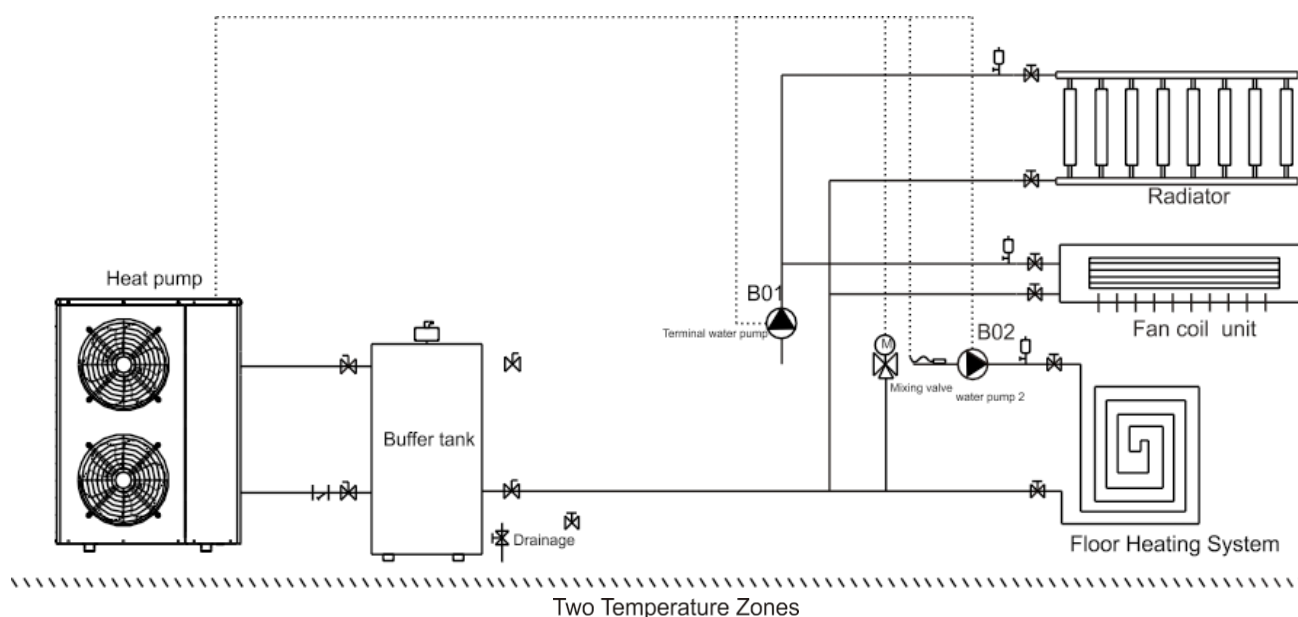 Radiator
Heat pump
B01
Terminal water pump
Fan coil unit
M
B02
Mixing valve
water pump 2
Buffer tank
Drainage
Floor Heating System
Two Temperature Zones